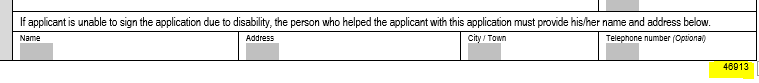 If applicant is unable to sign the application due to disability, the person who helped the applicant with this application must provide his/her name and address below.
Name Address City / Town Telephone number (Optional)
46913